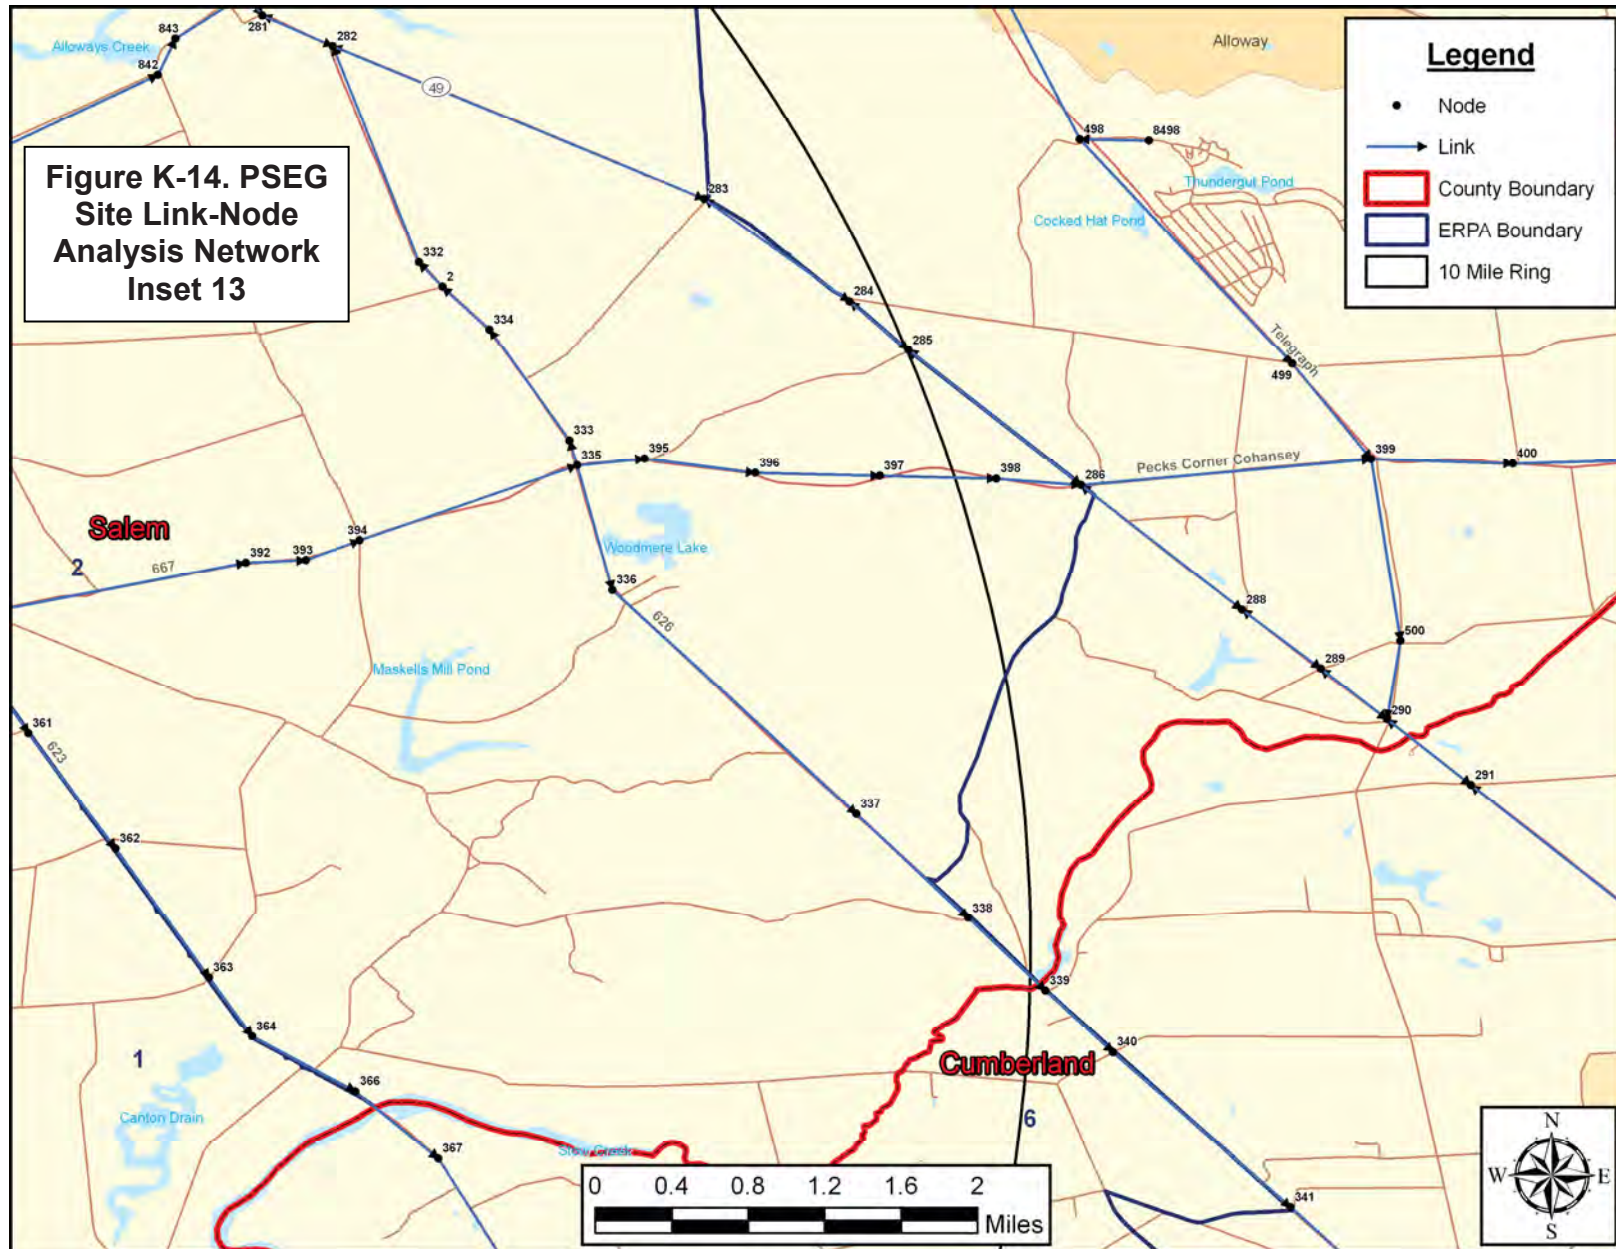 843
281
282
Alloways Creek
842
49
Alloway
Legend
Node
Link
County Boundary
ERPA Boundary
10 Mile Ring
Figure K-14. PSEG
Site Link-Node
Analysis Network
Inset 13
498
8498
Thundergut Pond
283
Cocked Hat Pond
332
2
284
334
285
Telegraph
499
333
335
395
396
397
398
286
Pecks Corner Cohansey
399
400
Salem
2
667
392
393
394
Woodmere Lake
336
626
288
500
Maskells Mill Pond
289
290
361
623
291
337
362
338
363
339
364
340
1
Cumberland
366
Canton Drain
6
367
Stow Creek
341
0 0.4 0.8 1.2 1.6 2
Miles
N
W E
S